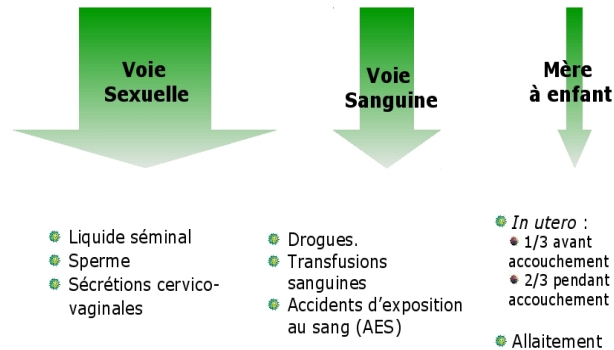 Voie
Sexuelle
Voie
Sanguine
Mère
à enfant
Liquide séminal
Sperme
Sécrétions cervico-
vaginales
Drogues.
Transfusions
sanguines
Accidents d'exposition
au sang (AES)
In utero :
1/3 avant
accouchement
2/3 pendant
accouchement
Allaitement